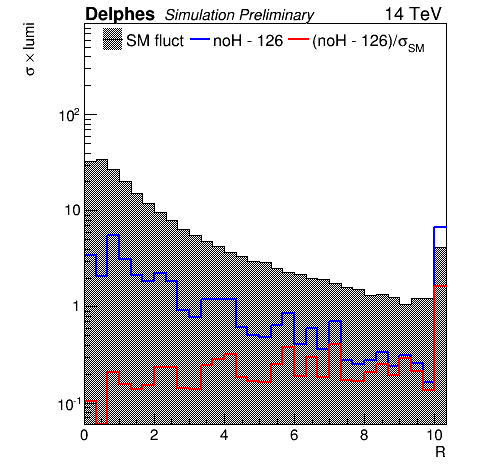 Delphes Simulation Preliminary 14 TeV
SM fluct noH - 126 (noH - 126)/σSM
σ × lumi
10²
10
1
10⁻¹
0 2 4 6 8 10
R